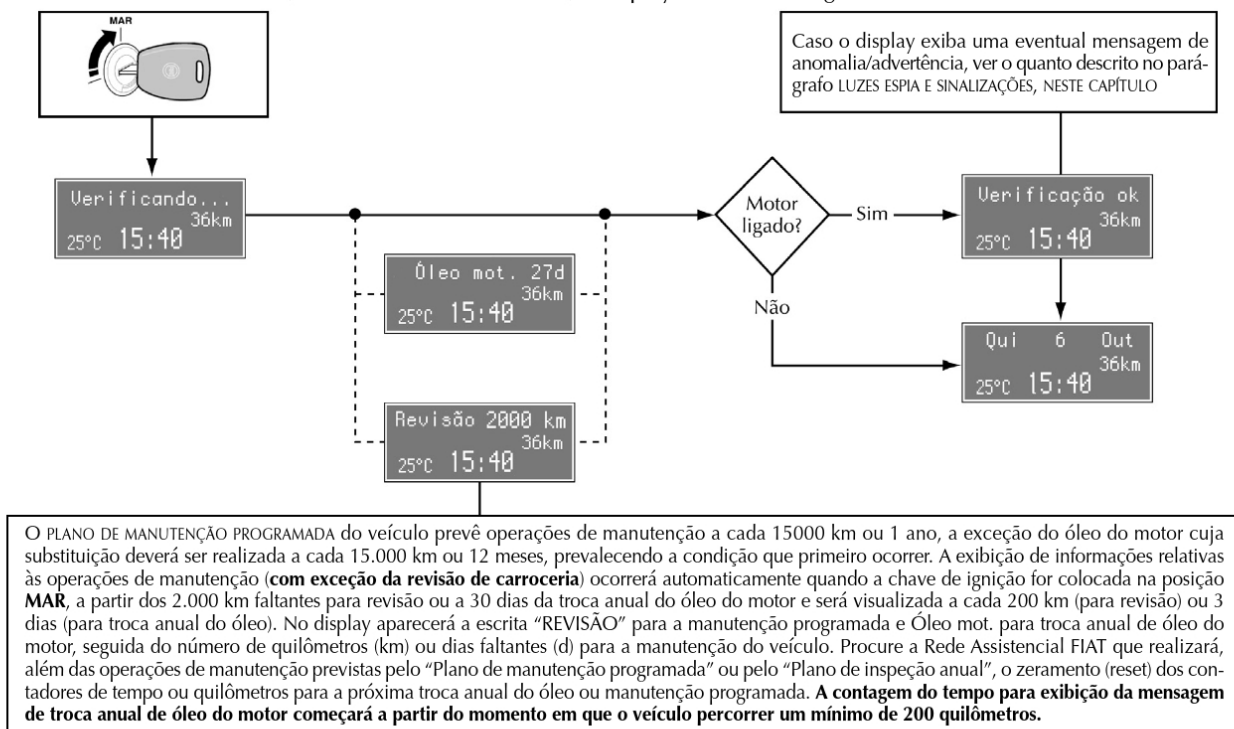 MAR
Caso o display exiba uma eventual mensagem de
anomalia/advertência, ver o quanto descrito no pará-
grafo LUZES ESPIA E SINALIZAÇÕES, NESTE CAPÍTULO
Verificando...
36km
25°C 15:40
Óleo mot. 27d
36km
25°C 15:40
Revisão 2000 km
36km
25°C 15:40
Motor
ligado?
Sim
Não
Verificação ok
36km
25°C 15:40
Qui 6 Out
36km
25°C 15:40
O PLANO DE MANUTENÇÃO PROGRAMADA do veículo prevê operações de manutenção a cada 15000 km ou 1 ano, a exceção do óleo do motor cuja
substituição deverá ser realizada a cada 15.000 km ou 12 meses, prevalecendo a condição que primeiro ocorrer. A exibição de informações relativas
às operações de manutenção (com exceção da revisão de carroceria) ocorrerá automaticamente quando a chave de ignição for colocada na posição
MAR, a partir dos 2.000 km faltantes para revisão ou a 30 dias da troca anual do óleo do motor e será visualizada a cada 200 km (para revisão) ou 3
dias (para troca anual do óleo). No display aparecerá a escrita “REVISÃO” para a manutenção programada e Óleo mot. para troca anual de óleo do
motor, seguida do número de quilômetros (km) ou dias faltantes (d) para a manutenção do veículo. Procure a Rede Assistencial FIAT que realizará,
além das operações de manutenção previstas pelo “Plano de manutenção programada” ou pelo “Plano de inspeção anual”, o zeramento (reset) dos con-
tadores de tempo ou quilômetros para a próxima troca anual do óleo ou manutenção programada. A contagem do tempo para exibição da mensagem
de troca anual de óleo do motor começará a partir do momento em que o veículo percorrer um mínimo de 200 quilômetros.